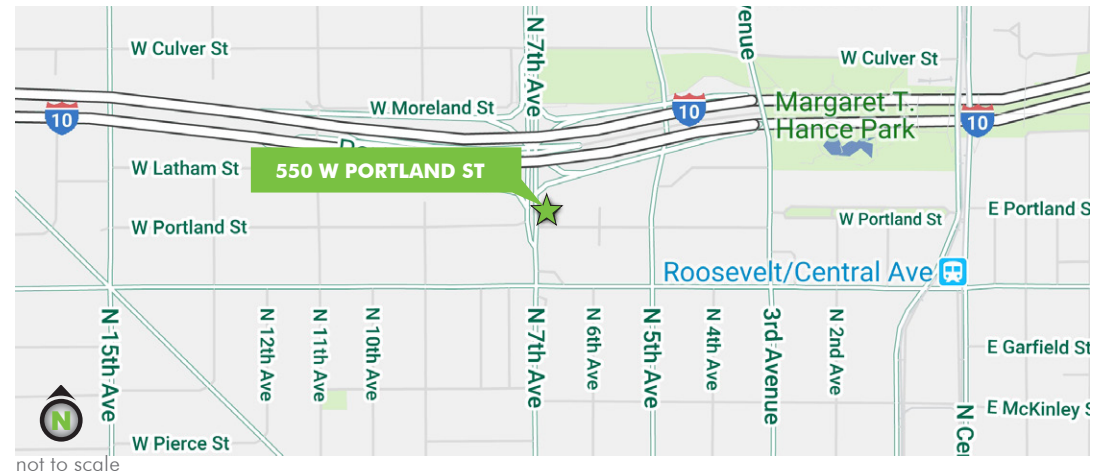 W Culver St
N 7th Ave
venue
W Culver St
10
W Moreland St
10
Margaret T.
Hance Park
10
W Latham St
550 W PORTLAND ST
W Portland St
W Portland St
E Portland S
Roosevelt/Central Ave
N 15th Ave
N 12th Ave
N 11th Ave
N 10th Ave
N 7th Ave
N 6th Ave
N 5th Ave
N 4th Ave
3rd Avenue
N 2nd Ave
E Garfield St
E McKinley S
N Cen
N
W Pierce St
not to scale